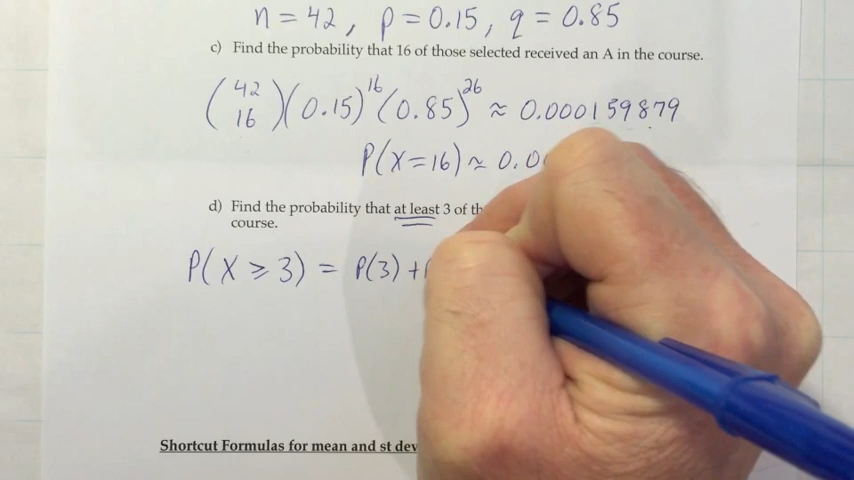 n = 42, p = 0.15, q = 0.85
c) Find the probability that 16 of those selected received an A in the course.
(42 16)(0.15)^16 (0.85)^26 ≈ 0.000159879
P(X=16) ≈ 0.0
d) Find the probability that at least 3 of
course.
P(X ≥ 3) = P(3) +
Shortcut Formulas for mean and st dev